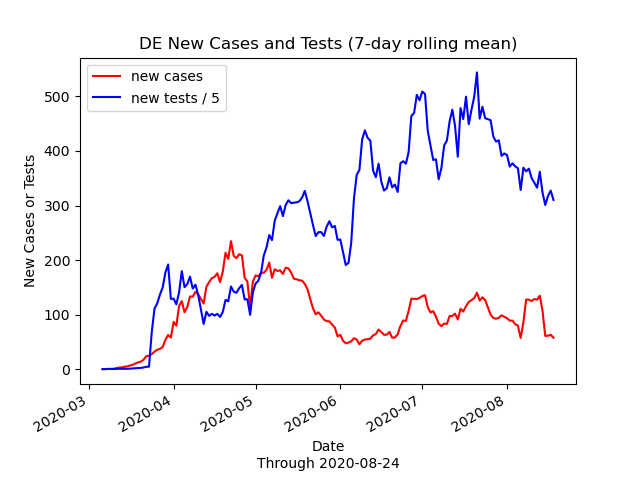 DE New Cases and Tests (7-day rolling mean)
new cases
new tests / 5
New Cases or Tests
500
400
300
200
100
0
2020-03
2020-04
2020-05
2020-06
2020-07
2020-08
Date
Through 2020-08-24